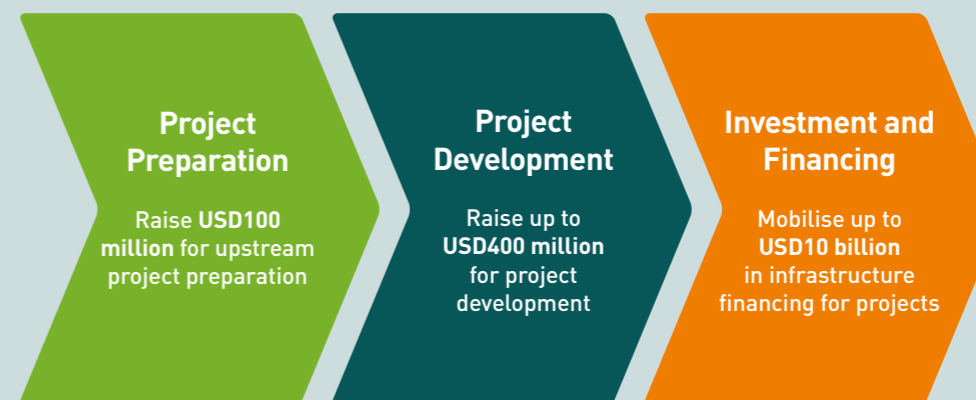 Project
Preparation
Raise USD100
million for upstream
project preparation
Project
Development
Raise up to
USD400 million
for project
development
Investment and
Financing
Mobilise up to
USD10 billion
in infrastructure
financing for projects